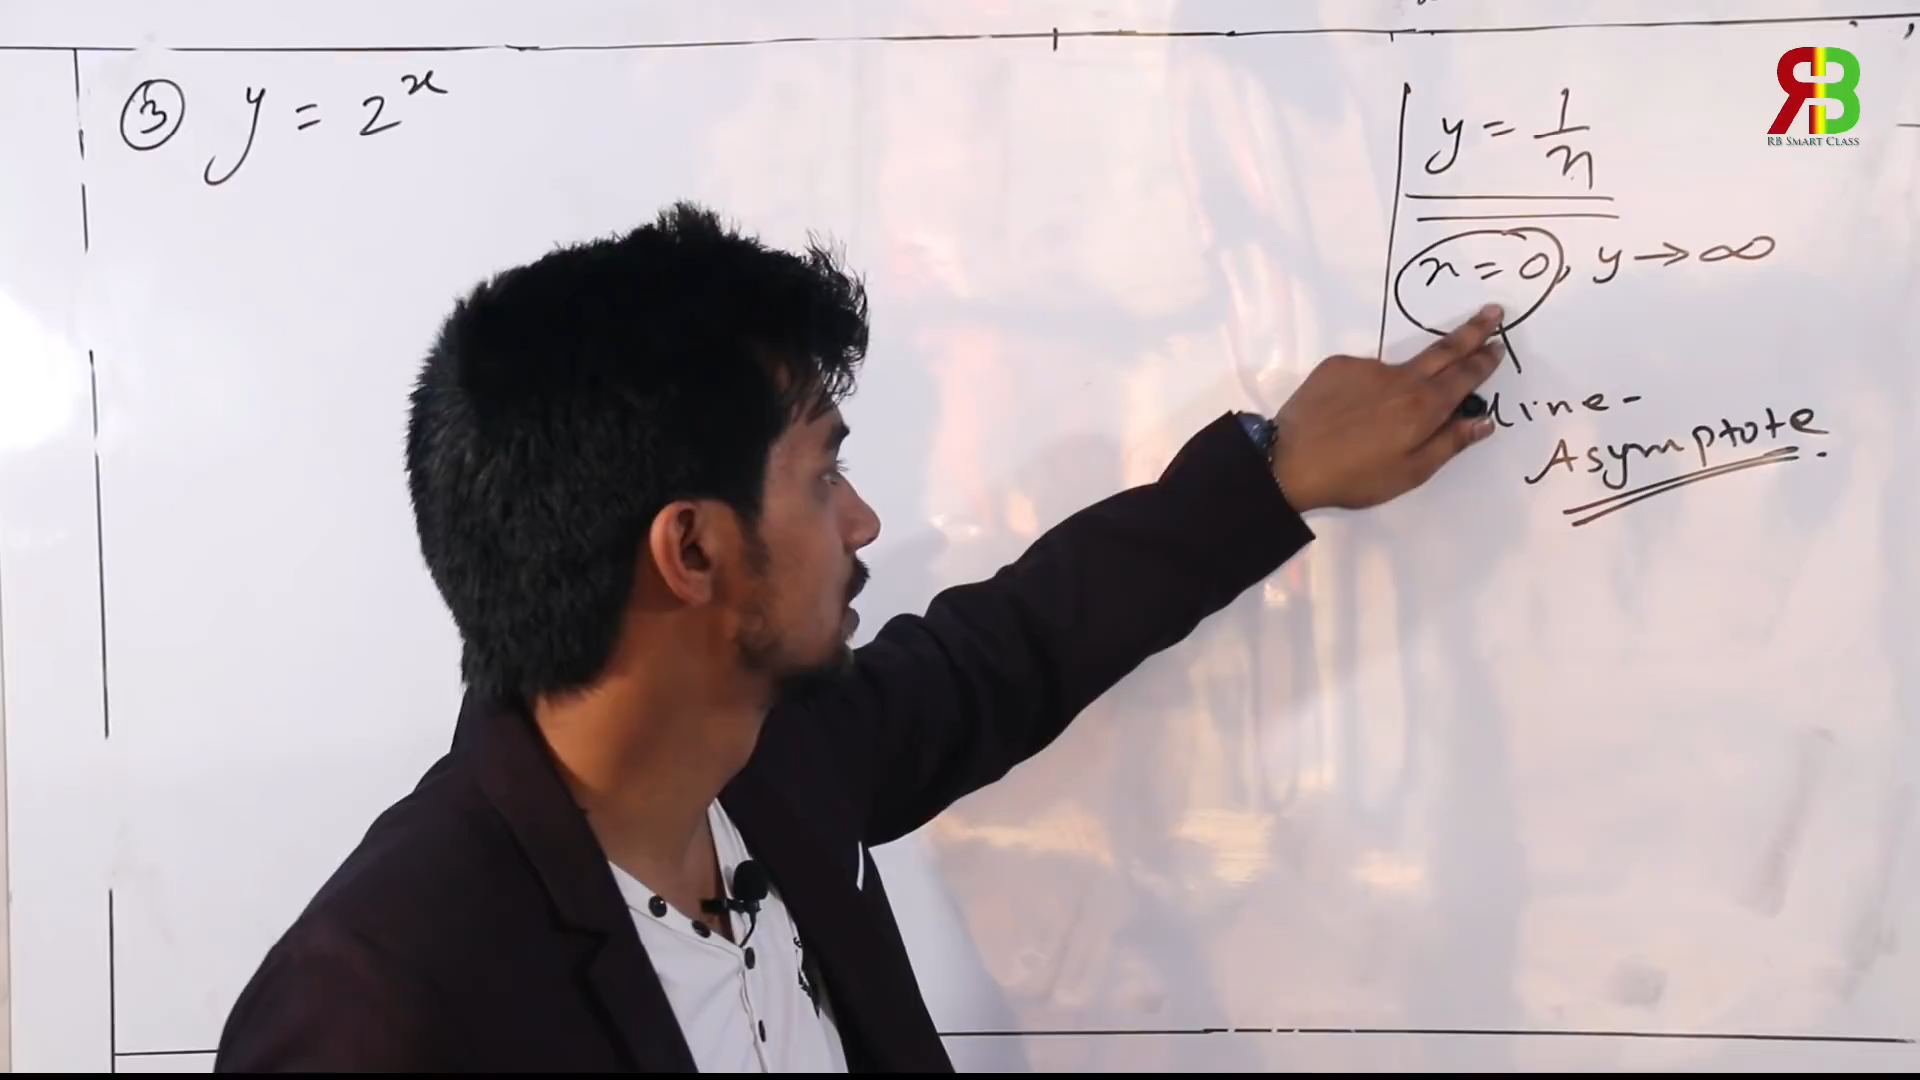 ③ y = 2^x
y = 1/x
x = 0, y → ∞
line-
Asymptote.
RB
RB SMART CLASS